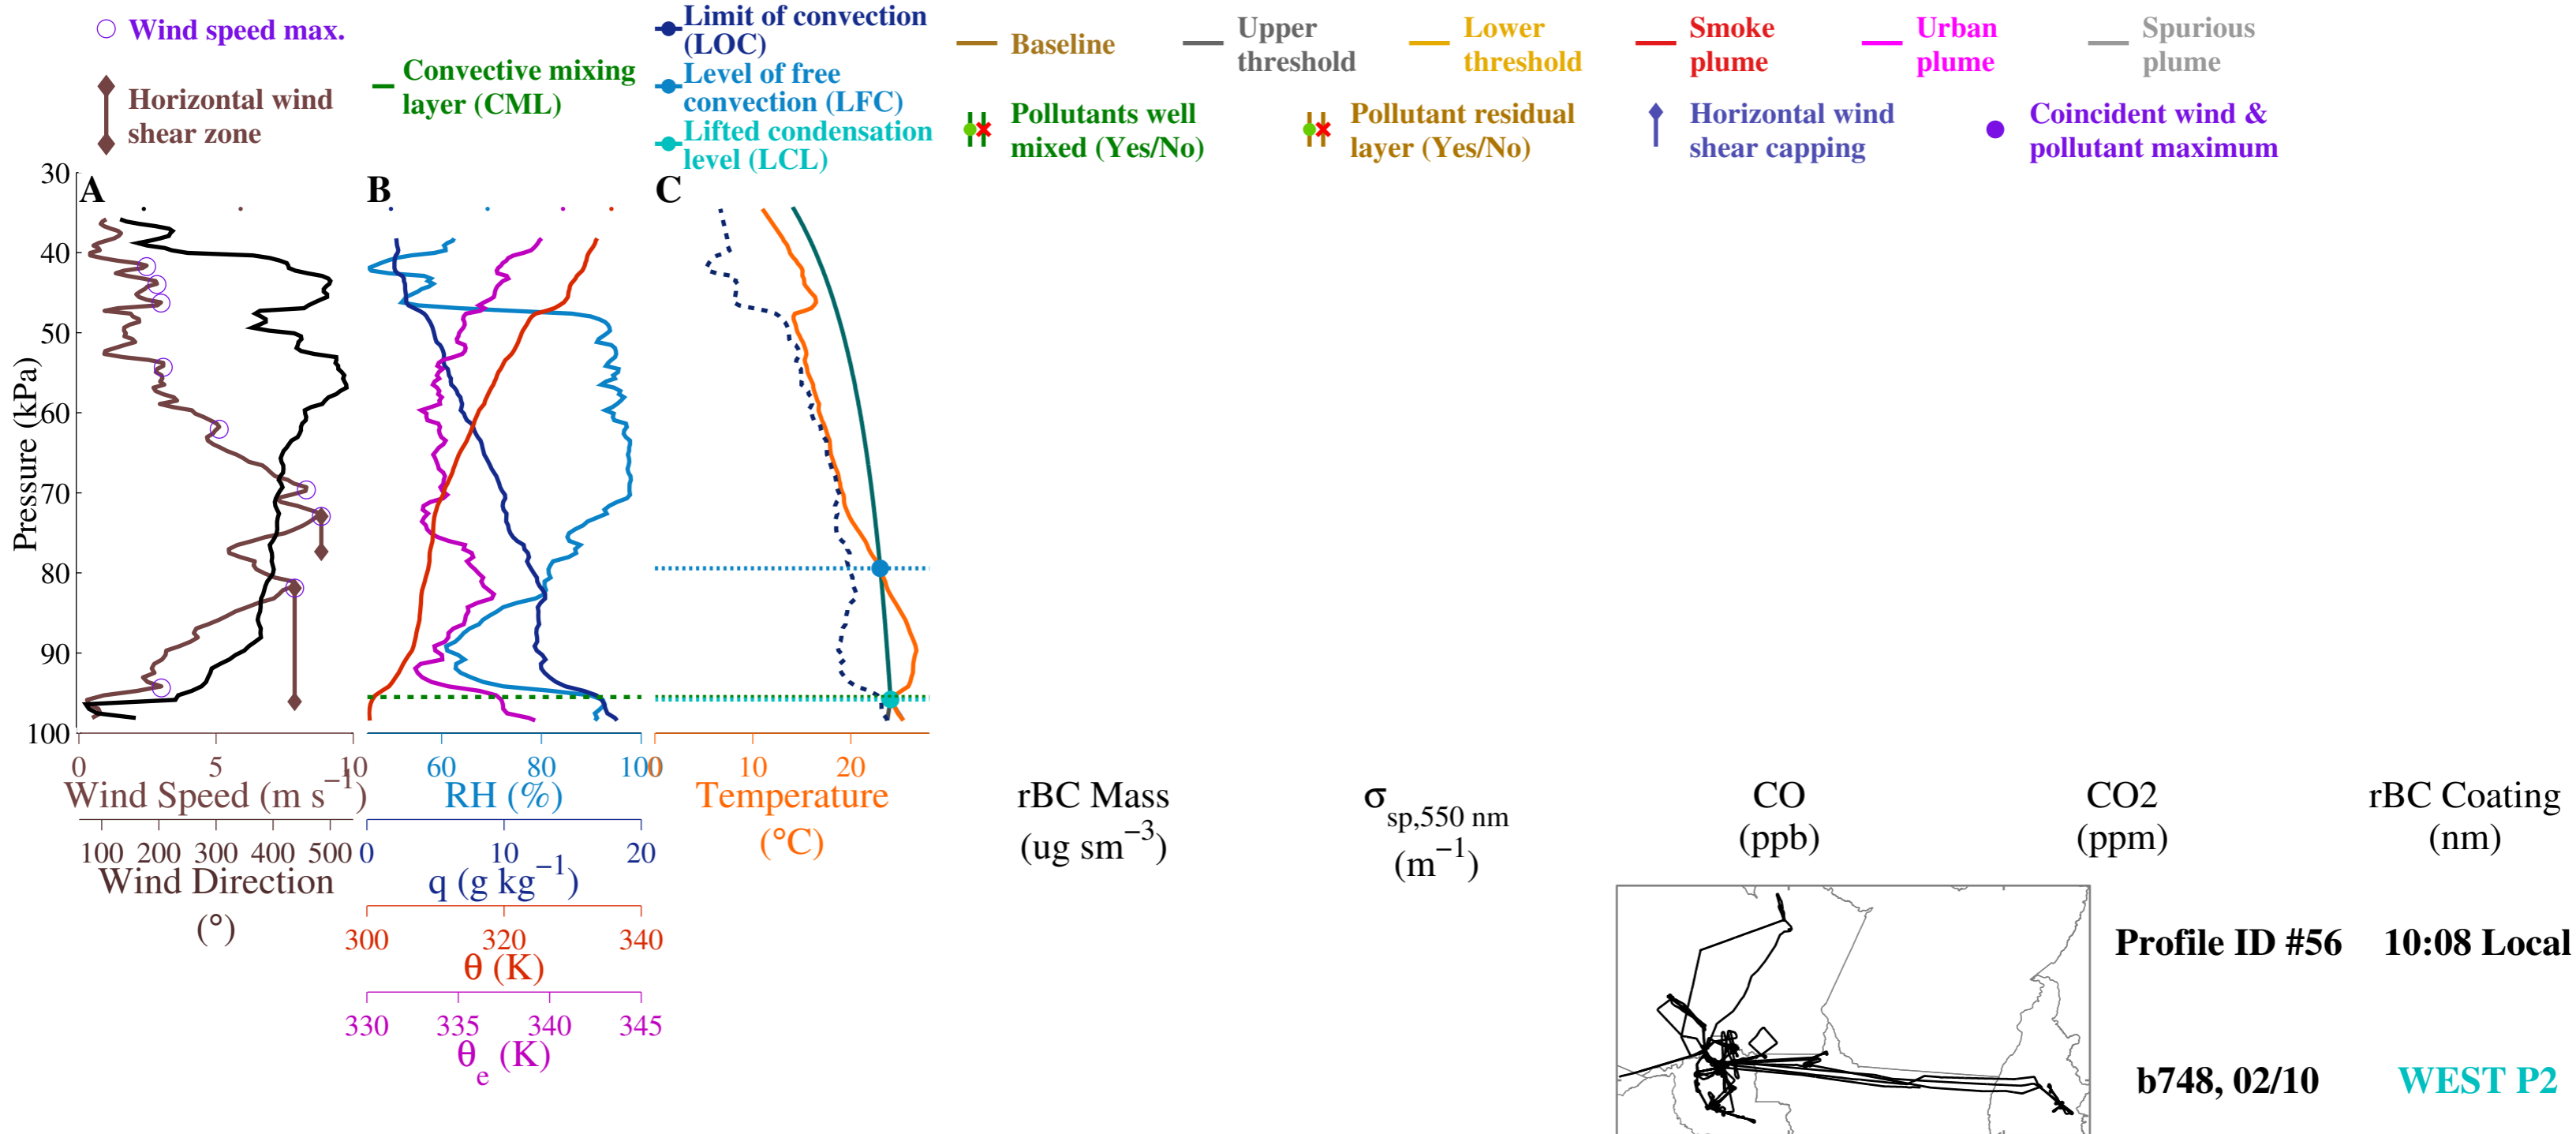 Wind speed max.
Horizontal wind
shear zone
Convective mixing
layer (CML)
Limit of convection
(LOC)
Level of free
convection (LFC)
Lifted condensation
level (LCL)
Baseline
Upper
threshold
Lower
threshold
Smoke
plume
Urban
plume
Spurious
plume
Pollutants well
mixed (Yes/No)
Pollutant residual
layer (Yes/No)
Horizontal wind
shear capping
Coincident wind &
pollutant maximum
A
B
C
30
40
50
60
70
80
90
100
Pressure (kPa)
0 5 10
Wind Speed (m s⁻¹)
100 200 300 400 500
Wind Direction
(°)
60 80 100
RH (%)
0 10 20
q (g kg⁻¹)
300 320 340
θ (K)
330 335 340 345
θe (K)
0 10 20
Temperature
(°C)
rBC Mass
(ug sm⁻³)
σsp,550 nm
(m⁻¹)
CO
(ppb)
CO2
(ppm)
rBC Coating
(nm)
Profile ID #56 10:08 Local
b748, 02/10 WEST P2